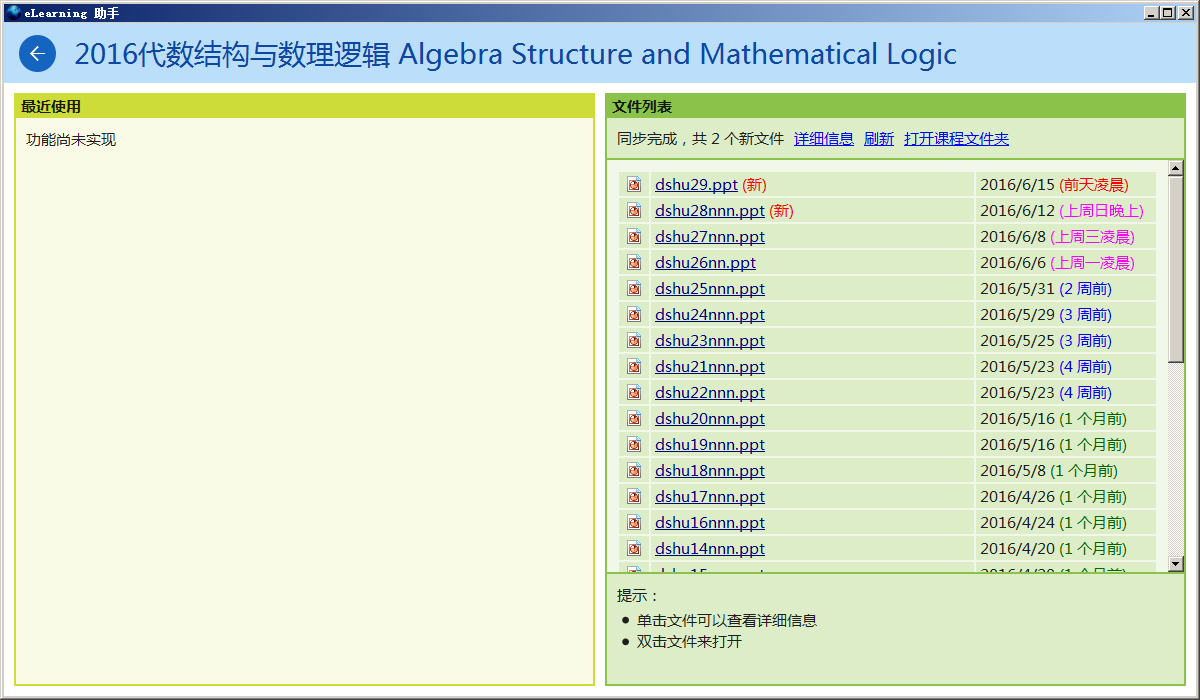 eLearning 助手
2016代数结构与数理逻辑 Algebra Structure and Mathematical Logic
最近使用
功能尚未实现
文件列表
同步完成，共 2 个新文件 详细信息 刷新 打开课程文件夹
dshu29.ppt (新) 2016/6/15 (前天凌晨)
dshu28nnn.ppt (新) 2016/6/12 (上周日晚上)
dshu27nnn.ppt 2016/6/8 (上周三凌晨)
dshu26nn.ppt 2016/6/6 (上周一凌晨)
dshu25nnn.ppt 2016/5/31 (2 周前)
dshu24nnn.ppt 2016/5/29 (3 周前)
dshu23nnn.ppt 2016/5/25 (3 周前)
dshu21nnn.ppt 2016/5/23 (4 周前)
dshu22nnn.ppt 2016/5/23 (4 周前)
dshu20nnn.ppt 2016/5/16 (1 个月前)
dshu19nnn.ppt 2016/5/16 (1 个月前)
dshu18nnn.ppt 2016/5/8 (1 个月前)
dshu17nnn.ppt 2016/4/26 (1 个月前)
dshu16nnn.ppt 2016/4/24 (1 个月前)
dshu14nnn.ppt 2016/4/20 (1 个月前)
提示：
● 单击文件可以查看详细信息
● 双击文件来打开